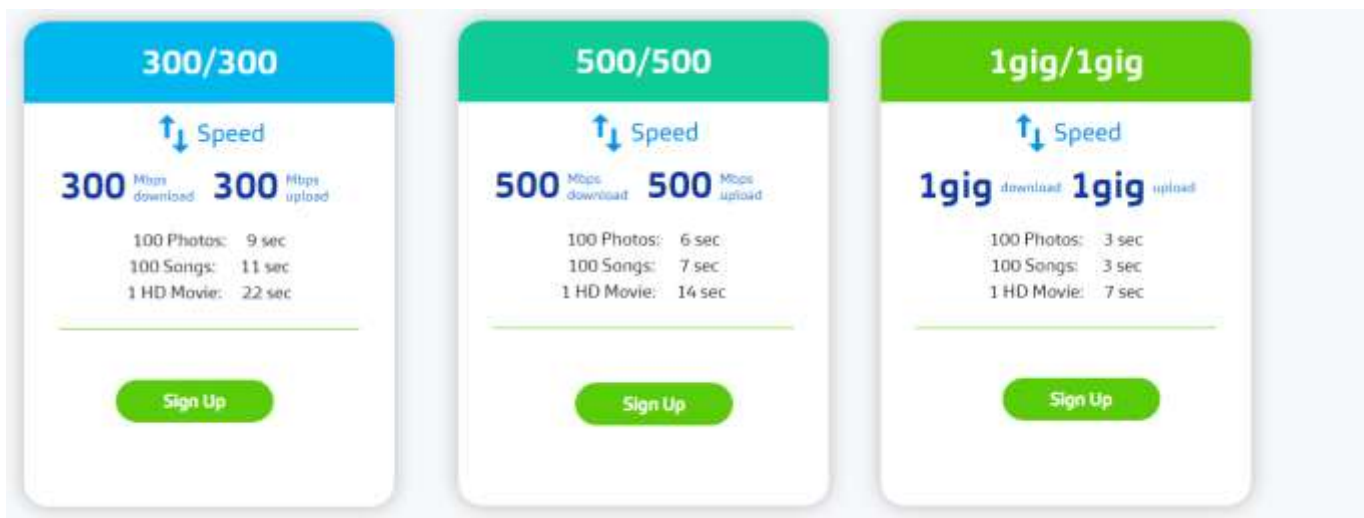 300/300
Speed
300 Mbps download 300 Mbps upload
100 Photos: 9 sec
100 Songs: 11 sec
1 HD Movie: 22 sec
Sign Up
500/500
Speed
500 Mbps download 500 Mbps upload
100 Photos: 6 sec
100 Songs: 7 sec
1 HD Movie: 14 sec
Sign Up
1gig/1gig
Speed
1gig download 1gig upload
100 Photos: 3 sec
100 Songs: 3 sec
1 HD Movie: 7 sec
Sign Up